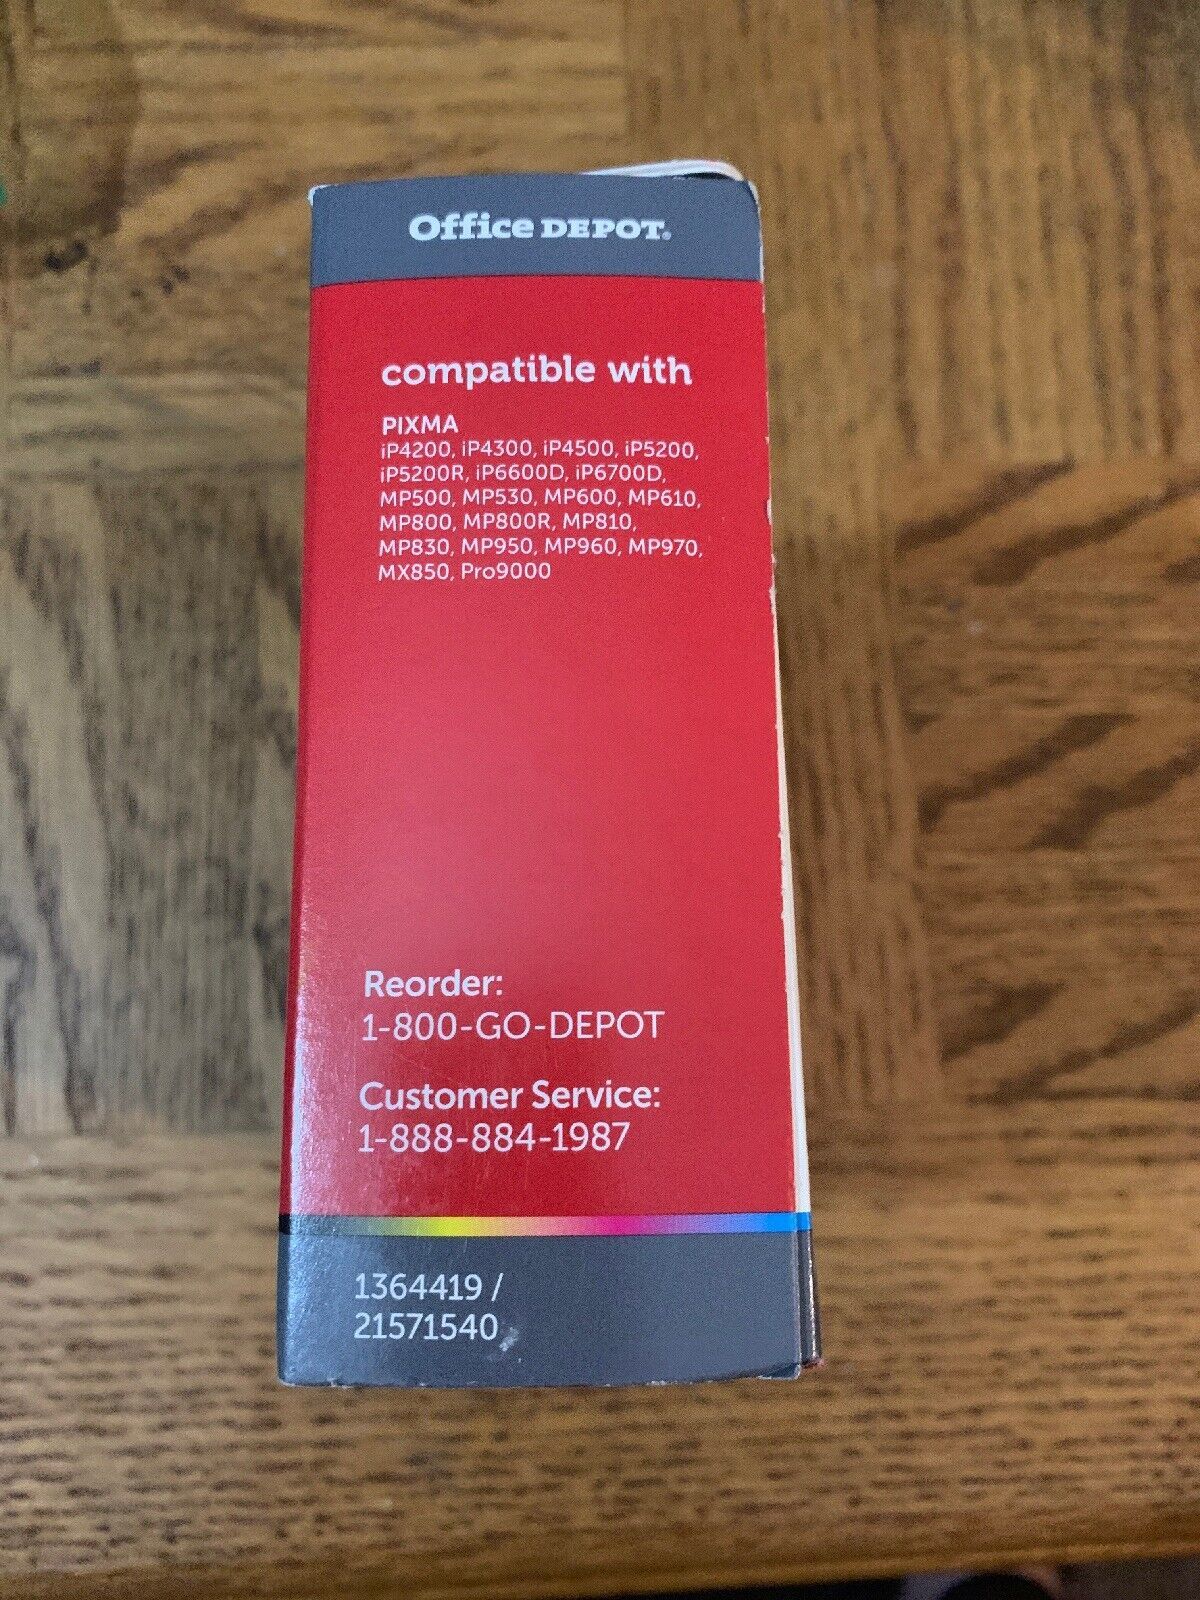 Office DEPOT®
compatible with
PIXMA
iP4200, iP4300, iP4500, iP5200,
iP5200R, iP6600D, iP6700D,
MP500, MP530, MP600, MP610,
MP800, MP800R, MP810,
MP830, MP950, MP960, MP970,
MX850, Pro9000
Reorder:
1-800-GO-DEPOT
Customer Service:
1-888-884-1987
1364419 /
21571540